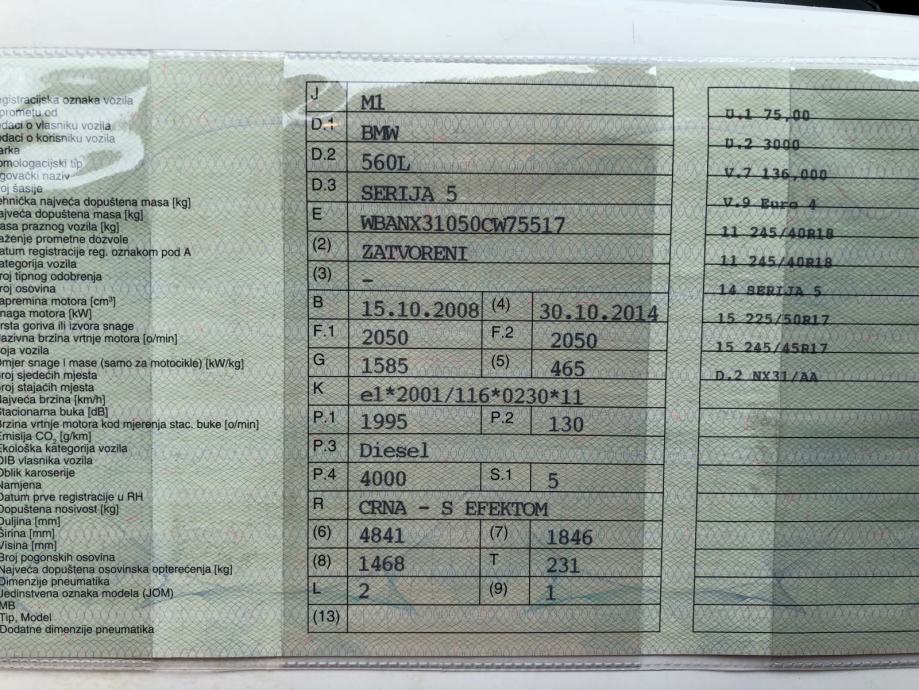 egistracijska oznaka vozila
prometu od
daci o vlasniku vozila
daci o korisniku vozila
arka
omologacijski tip
govački naziv
oj šasije
ehnička najveća dopuštena masa [kg]
ajveća dopuštena masa [kg]
asa praznog vozila [kg]
aženje prometne dozvole
atum registracije reg. oznakom pod A
ategorija vozila
roj tipnog odobrenja
roj osovina
apremina motora [cm³]
naga motora [kW]
rsta goriva ili izvora snage
azivna brzina vrtnje motora [o/min]
oja vozila
mjer snage i mase (samo za motocikle) [kW/kg]
roj sjedećih mjesta
roj stajaćih mjesta
ajveća brzina [km/h]
tacionarna buka [dB]
rzina vrtnje motora kod mjerenja stac. buke [o/min]
Emisija CO₂ [g/km]
Ekološka kategorija vozila
OIB vlasnika vozila
Oblik karoserije
Namjena
Datum prve registracije u RH
Dopuštena nosivost [kg]
Duljina [mm]
Širina [mm]
Visina [mm]
Broj pogonskih osovina
Najveća dopuštena osovinska opterećenja [kg]
Dimenzije pneumatika
Jedinstvena oznaka modela (JOM)
MB
Tip, Model
Dodatne dimenzije pneumatika
J M1
D.1 BMW
D.2 560L
D.3 SERIJA 5
E WBANX31050CW75517
(2) ZATVORENI
(3) –
B 15.10.2008 (4) 30.10.2014
F.1 2050 F.2 2050
G 1585 (5) 465
K e1*2001/116*0230*11
P.1 1995 P.2 130
P.3 Diesel
P.4 4000 S.1 5
R CRNA - S EFEKTOM
(6) 4841 (7) 1846
(8) 1468 T 231
L 2 (9) 1
(13)
U.1 75,00
U.2 3000
V.7 136,000
V.9 Euro 4
11 245/40R18
11 245/40R18
14 SERIJA 5
15 225/50R17
15 245/45R17
D.2 NX31/AA